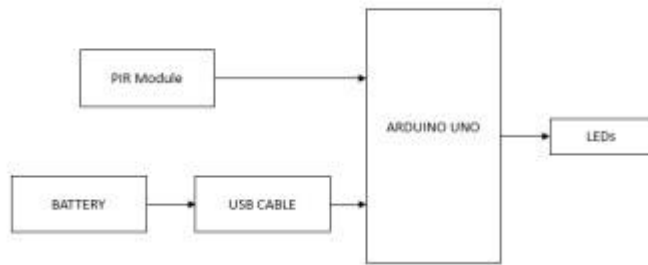 PIR Module
ARDUINO UNO
LEDs
BATTERY
USB CABLE